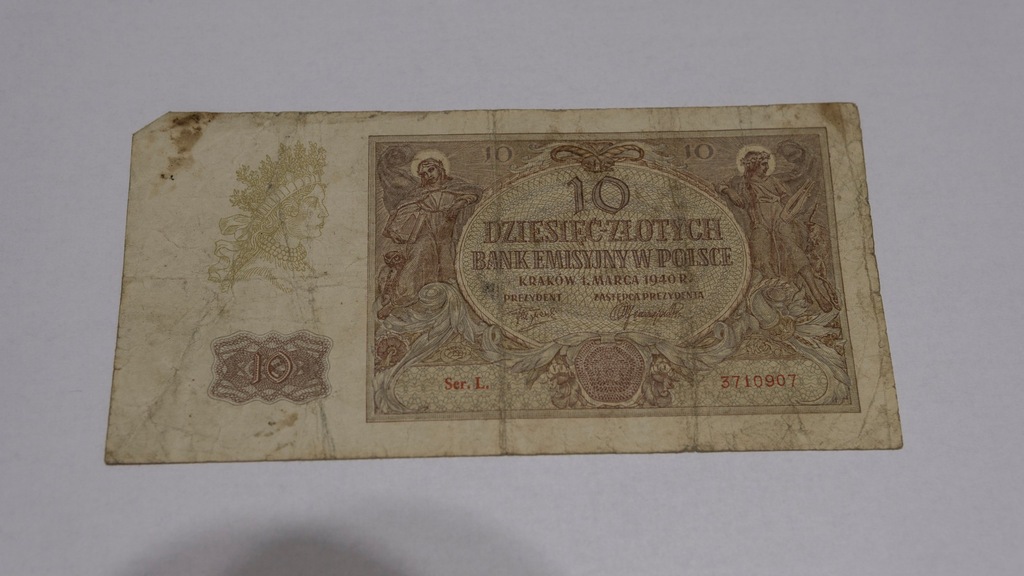 10 10
10
DZIESIĘĆ ZŁOTYCH
BANK EMISYJNY W POLSCE
KRAKÓW 1. MARCA 1940 R.
PREZYDENT ZASTĘPCA PREZYDENTA
10
Ser. L. 3710907